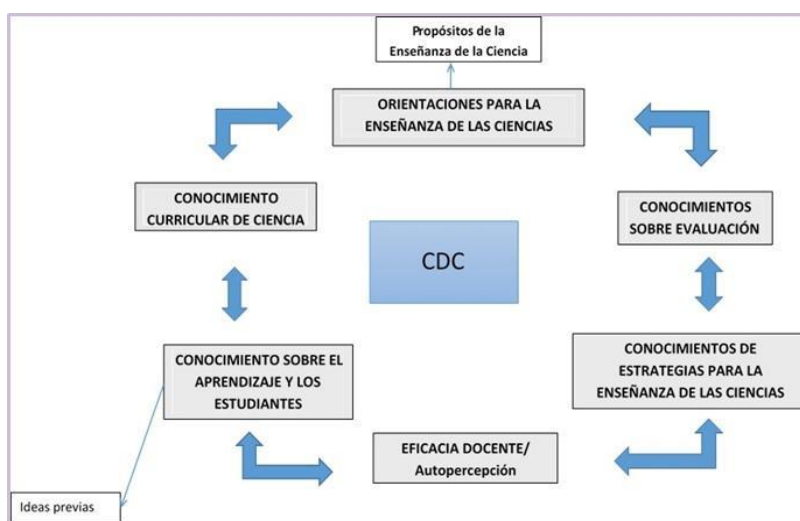 Propósitos de la
Enseñanza de la Ciencia
ORIENTACIONES PARA LA
ENSEÑANZA DE LAS CIENCIAS
CONOCIMIENTO
CURRICULAR DE CIENCIA
CONOCIMIENTOS
SOBRE EVALUACIÓN
CDC
CONOCIMIENTO SOBRE EL
APRENDIZAJE Y LOS
ESTUDIANTES
CONOCIMIENTOS DE
ESTRATEGIAS PARA LA
ENSEÑANZA DE LAS CIENCIAS
EFICACIA DOCENTE/
Autopercepción
Ideas previas